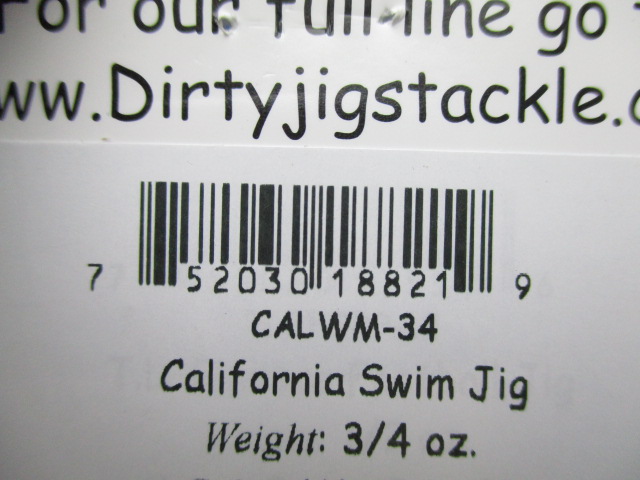 For our full-line go
www.Dirtyjigstackle.
7 52030 18821 9
CALWM-34
California Swim Jig
Weight: 3/4 oz.